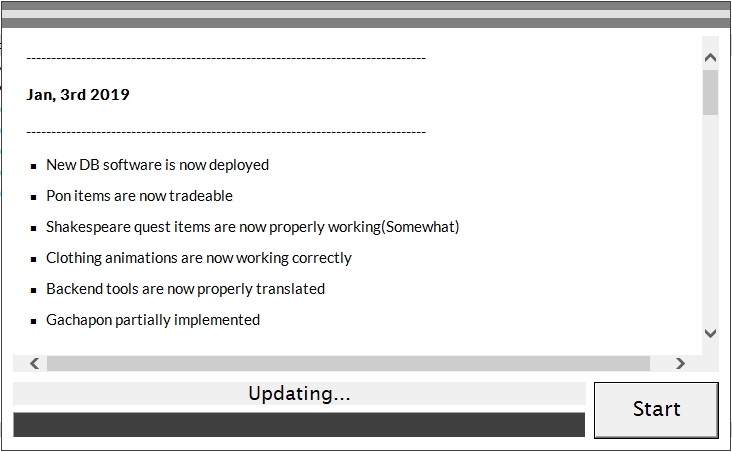 --------------------------------------------------------------------------------
Jan, 3rd 2019
--------------------------------------------------------------------------------
▪ New DB software is now deployed
▪ Pon items are now tradeable
▪ Shakespeare quest items are now properly working(Somewhat)
▪ Clothing animations are now working correctly
▪ Backend tools are now properly translated
▪ Gachapon partially implemented
Updating...
Start